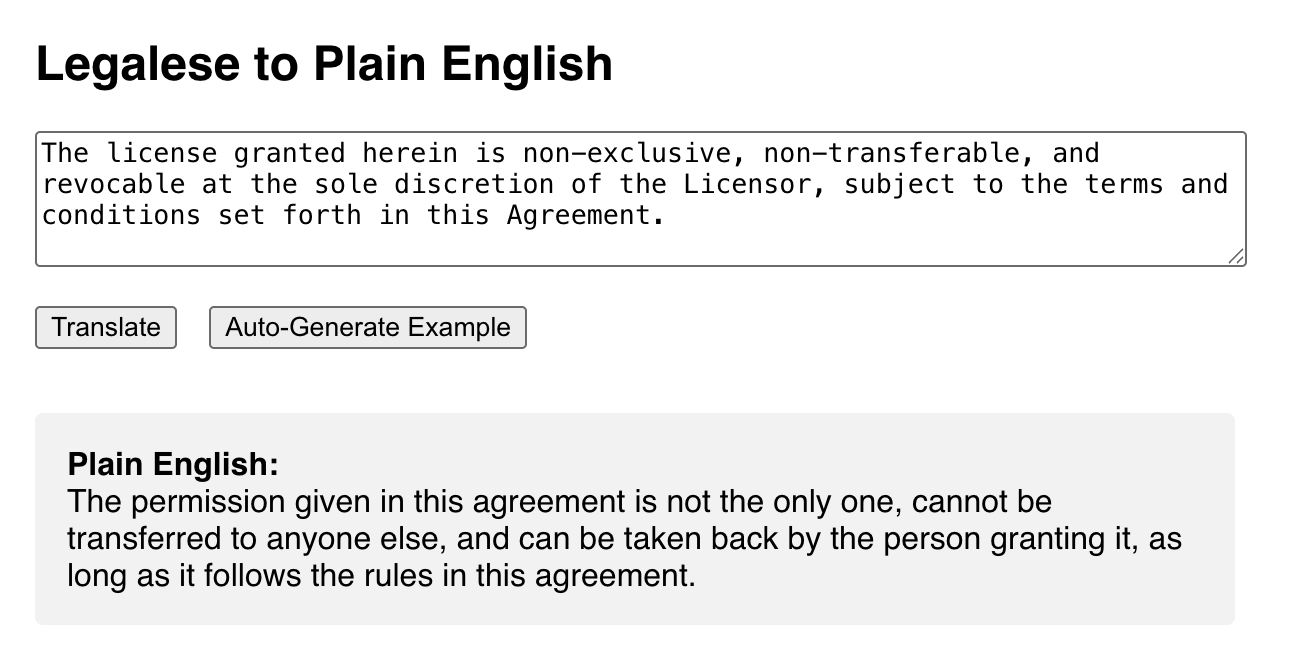 Legalese to Plain English
The license granted herein is non-exclusive, non-transferable, and
revocable at the sole discretion of the Licensor, subject to the terms and
conditions set forth in this Agreement.
Translate Auto-Generate Example
Plain English:
The permission given in this agreement is not the only one, cannot be
transferred to anyone else, and can be taken back by the person granting it, as
long as it follows the rules in this agreement.